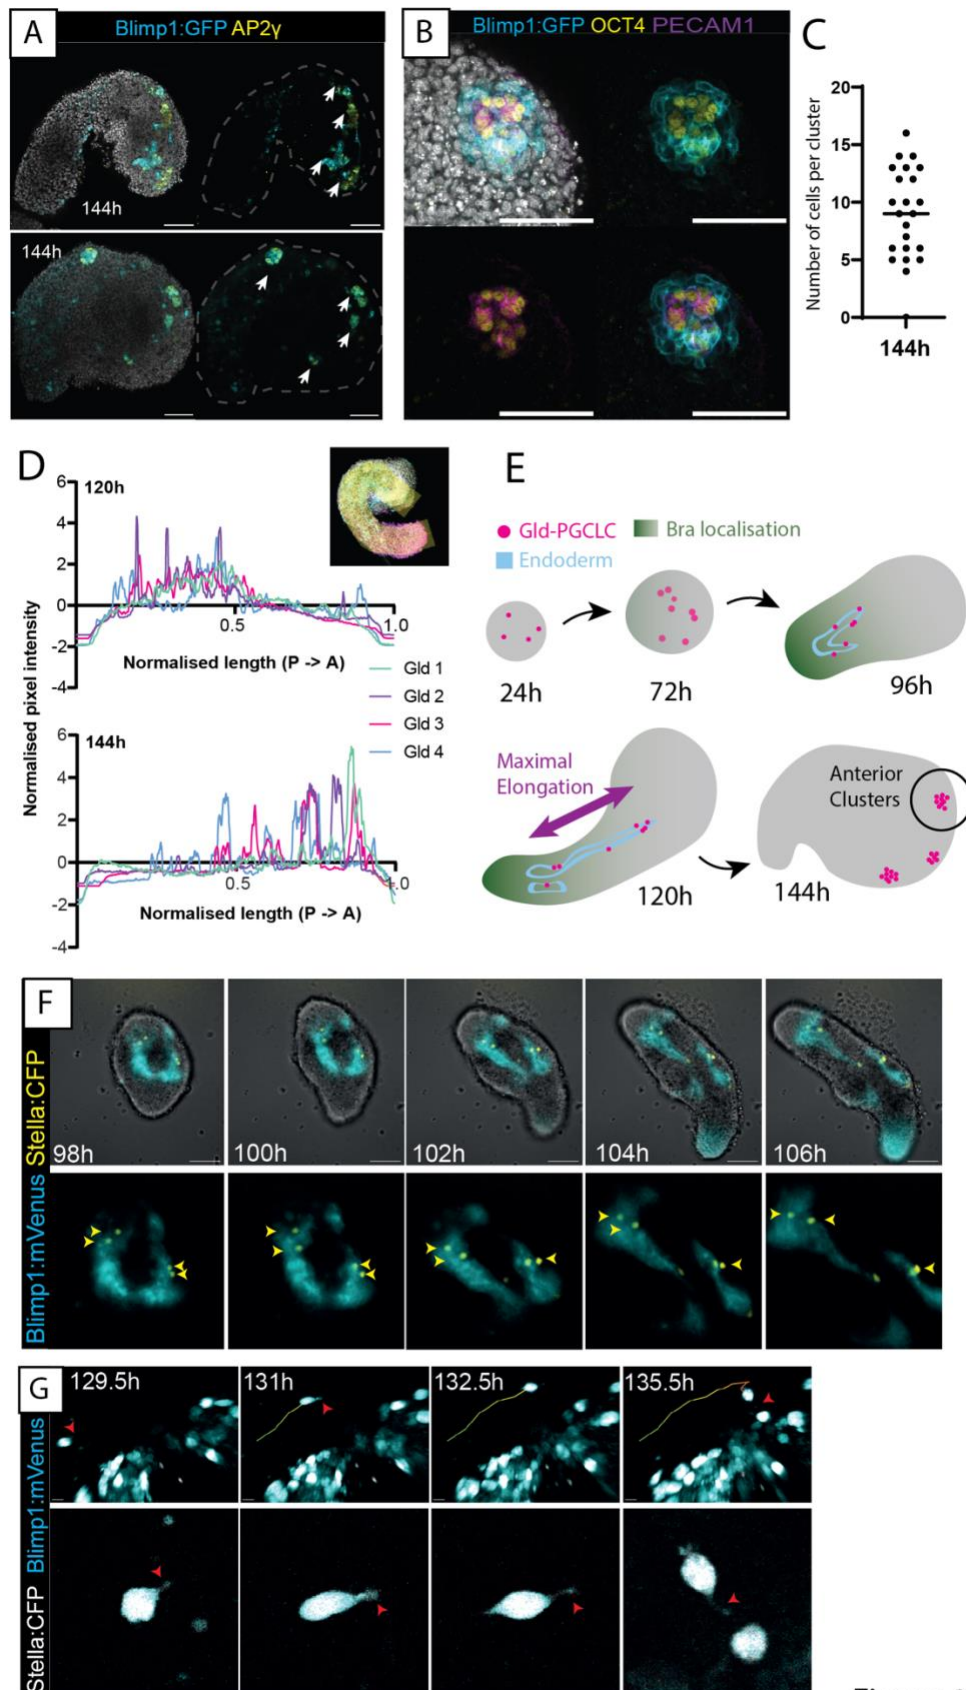 A
Blimp1:GFP AP2γ
144h
144h
B
Blimp1:GFP OCT4 PECAM1
C
Number of cells per cluster
20
15
10
5
0
144h
D
Normalised pixel intensity
120h
6
4
2
0
-2
-4
0.5
1.0
Normalised length (P -> A)
Gld 1
Gld 2
Gld 3
Gld 4
144h
6
4
2
0
-2
-4
0.5
1.0
Normalised length (P -> A)
E
Gld-PGCLC
Bra localisation
Endoderm
24h
72h
96h
Maximal
Elongation
120h
Anterior
Clusters
144h
F
Blimp1:mVenus Stella:CFP
98h
100h
102h
104h
106h
G
Stella:CFP Blimp1:mVenus
129.5h
131h
132.5h
135.5h